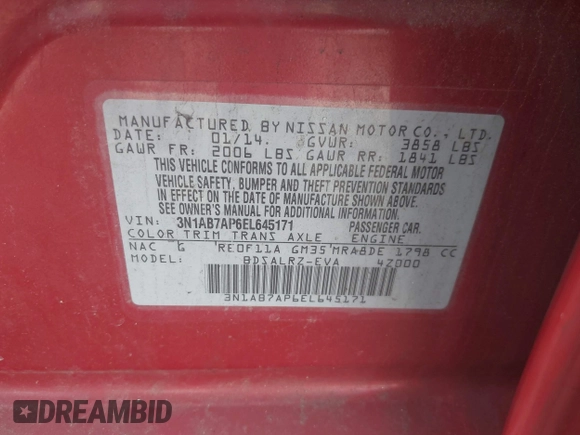 MANUFACTURED BY NISSAN MOTOR CO., LTD.
DATE: 01/14. GVWR: 3858 LBS
GAWR FR: 2006 LBS GAWR RR: 1841 LBS
THIS VEHICLE CONFORMS TO ALL APPLICABLE FEDERAL MOTOR
VEHICLE SAFETY, BUMPER AND THEFT PREVENTION STANDARDS
IN EFFECT ON THE DATE OF MANUFACTURE SHOWN ABOVE.
SEE OWNER'S MANUAL FOR ADDITIONAL INFORMATION
VIN: 3N1AB7AP6EL645171 PASSENGER CAR.
COLOR TRIM TRANS AXLE ENGINE
NAC G RE0F11A GM35 MRA8DE 1798 CC
BDSALRZ-EVA 4Z000
3N1AB7AP6EL645171
DREAMBID